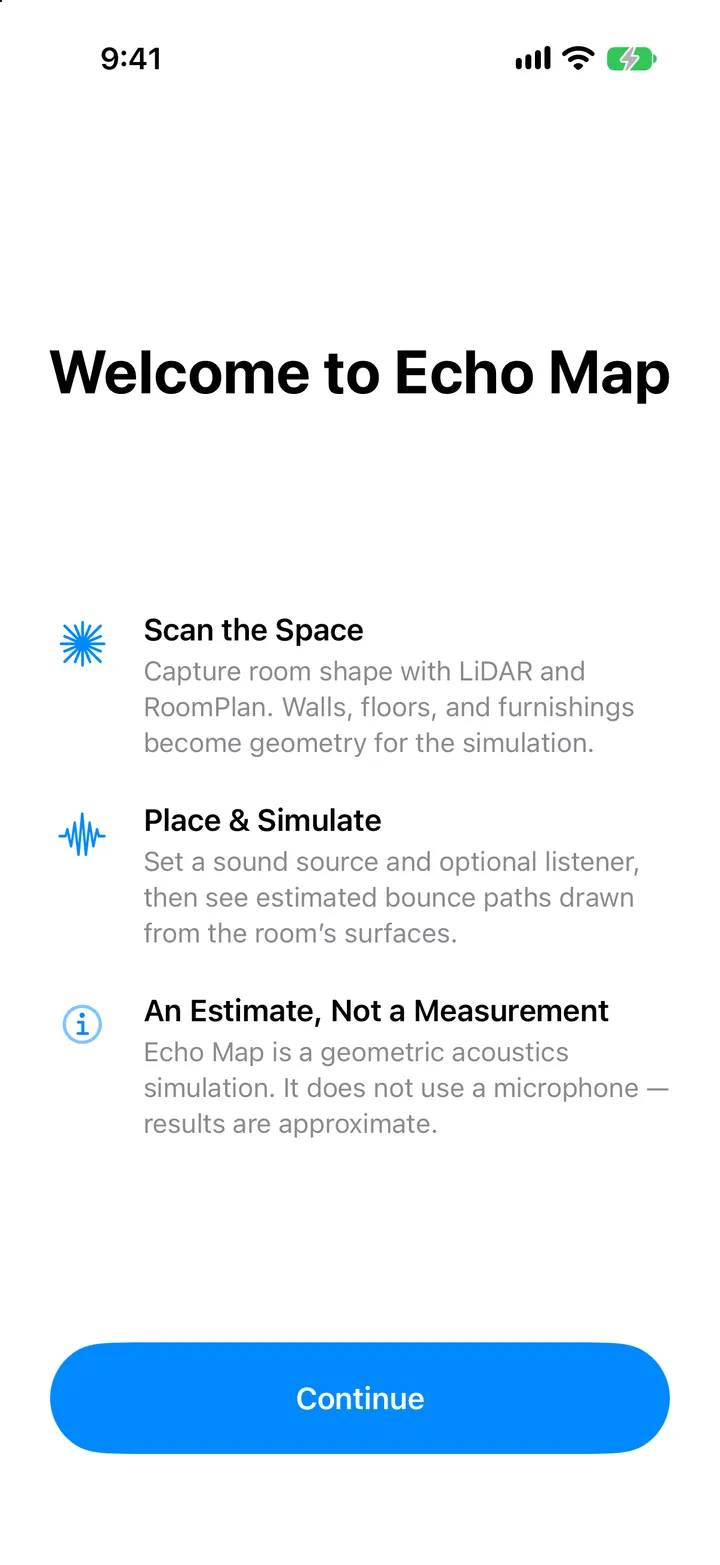 9:41
Welcome to Echo Map
Scan the Space
Capture room shape with LiDAR and
RoomPlan. Walls, floors, and furnishings
become geometry for the simulation.
Place & Simulate
Set a sound source and optional listener,
then see estimated bounce paths drawn
from the room’s surfaces.
An Estimate, Not a Measurement
Echo Map is a geometric acoustics
simulation. It does not use a microphone —
results are approximate.
Continue